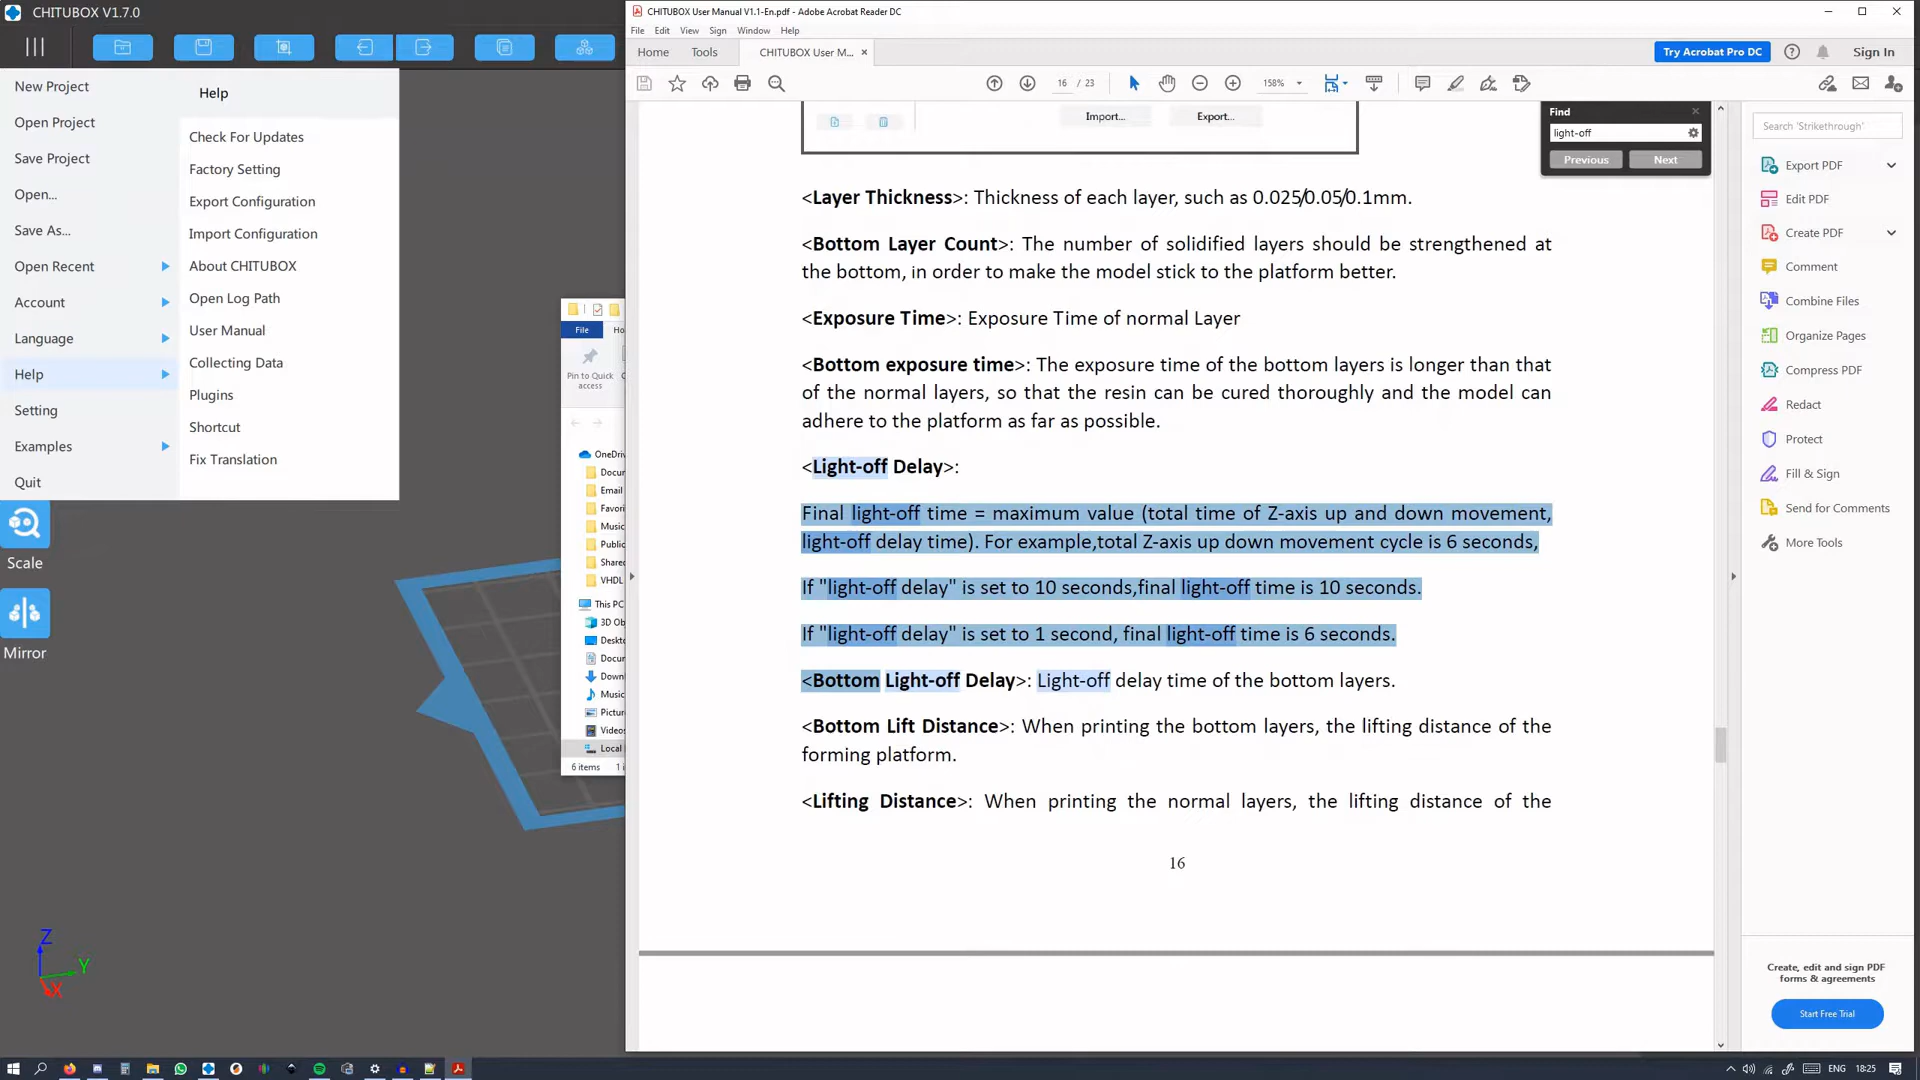 CHITUBOX V1.7.0
New Project
Open Project
Save Project
Open...
Save As...
Open Recent
Account
Language
Help
Setting
Examples
Quit
Help
Check For Updates
Factory Setting
Export Configuration
Import Configuration
About CHITUBOX
Open Log Path
User Manual
Collecting Data
Plugins
Shortcut
Fix Translation
Scale
Mirror
Z
Y
X
File
Pin to Quick
access
OneDriv
Docu
Email
Favor
Music
Public
Share
VHDL
This PC
3D Ob
Deskt
Docu
Down
Music
Pictur
Video
Local
6 items
CHITUBOX User Manual V1.1-En.pdf - Adobe Acrobat Reader DC
File Edit View Sign Window Help
Home Tools CHITUBOX User M... Try Acrobat Pro DC Sign In
16 / 23 158%
Import... Export...
Find
light-off
Previous Next
<Layer Thickness>: Thickness of each layer, such as 0.025/0.05/0.1mm.
<Bottom Layer Count>: The number of solidified layers should be strengthened at
the bottom, in order to make the model stick to the platform better.
<Exposure Time>: Exposure Time of normal Layer
<Bottom exposure time>: The exposure time of the bottom layers is longer than that
of the normal layers, so that the resin can be cured thoroughly and the model can
adhere to the platform as far as possible.
<Light-off Delay>:
Final light-off time = maximum value (total time of Z-axis up and down movement,
light-off delay time). For example,total Z-axis up down movement cycle is 6 seconds,
If "light-off delay" is set to 10 seconds,final light-off time is 10 seconds.
If "light-off delay" is set to 1 second, final light-off time is 6 seconds.
<Bottom Light-off Delay>: Light-off delay time of the bottom layers.
<Bottom Lift Distance>: When printing the bottom layers, the lifting distance of the
forming platform.
<Lifting Distance>: When printing the normal layers, the lifting distance of the
16
Search 'Strikethrough'
Export PDF
Edit PDF
Create PDF
Comment
Combine Files
Organize Pages
Compress PDF
Redact
Protect
Fill & Sign
Send for Comments
More Tools
Create, edit and sign PDF
forms & agreements
Start Free Trial
ENG 18:25